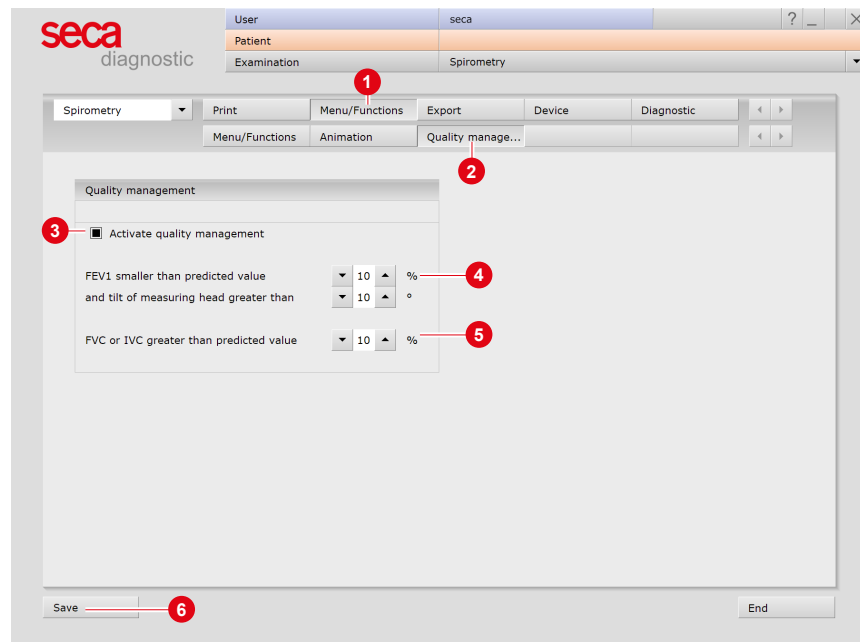 seca
diagnostic
User seca ? _ X
Patient
Examination Spirometry
1
Spirometry Print Menu/Functions Export Device Diagnostic
Menu/Functions Animation Quality manage...
2
Quality management
3 Activate quality management
FEV1 smaller than predicted value 10 % 4
and tilt of measuring head greater than 10 °
FVC or IVC greater than predicted value 10 % 5
Save 6 End